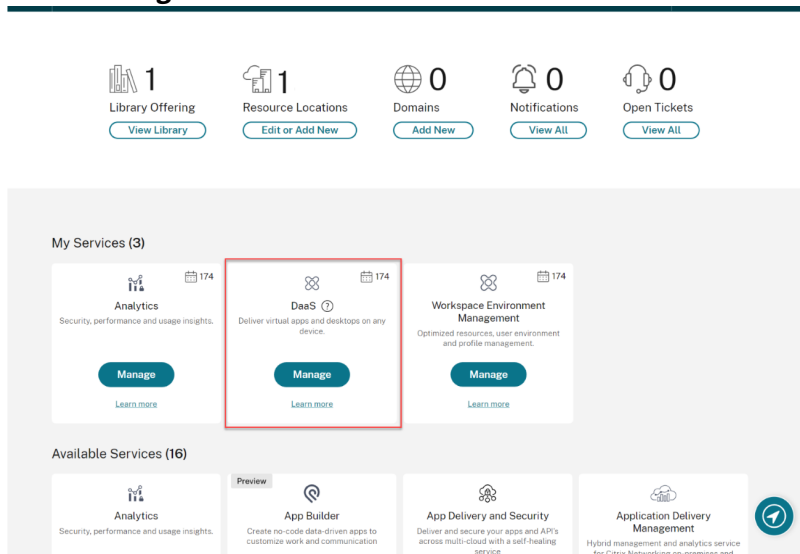 1
Library Offering
View Library
1
Resource Locations
Edit or Add New
0
Domains
Add New
0
Notifications
View All
0
Open Tickets
View All
My Services (3)
174
Analytics
Security, performance and usage insights.
Manage
Learn more
174
DaaS ?
Deliver virtual apps and desktops on any
device.
Manage
Learn more
174
Workspace Environment
Management
Optimized resources, user environment
and profile management.
Manage
Learn more
Available Services (16)
Analytics
Security, performance and usage insights.
Preview
App Builder
Create no-code data-driven apps to
customize work and communication
App Delivery and Security
Deliver and secure your apps and API's
across multi-cloud with a self-healing
service
Application Delivery
Management
Hybrid management and analytics service
for Citrix Networking on-premises and